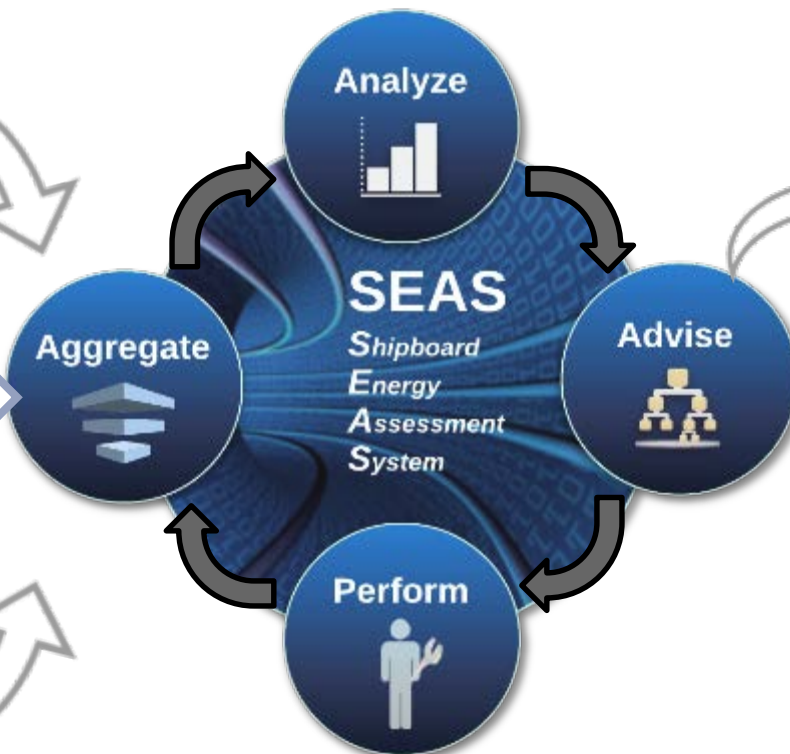 Analyze
SEAS
Shipboard
Energy
Assessment
System
Aggregate
Advise
Perform